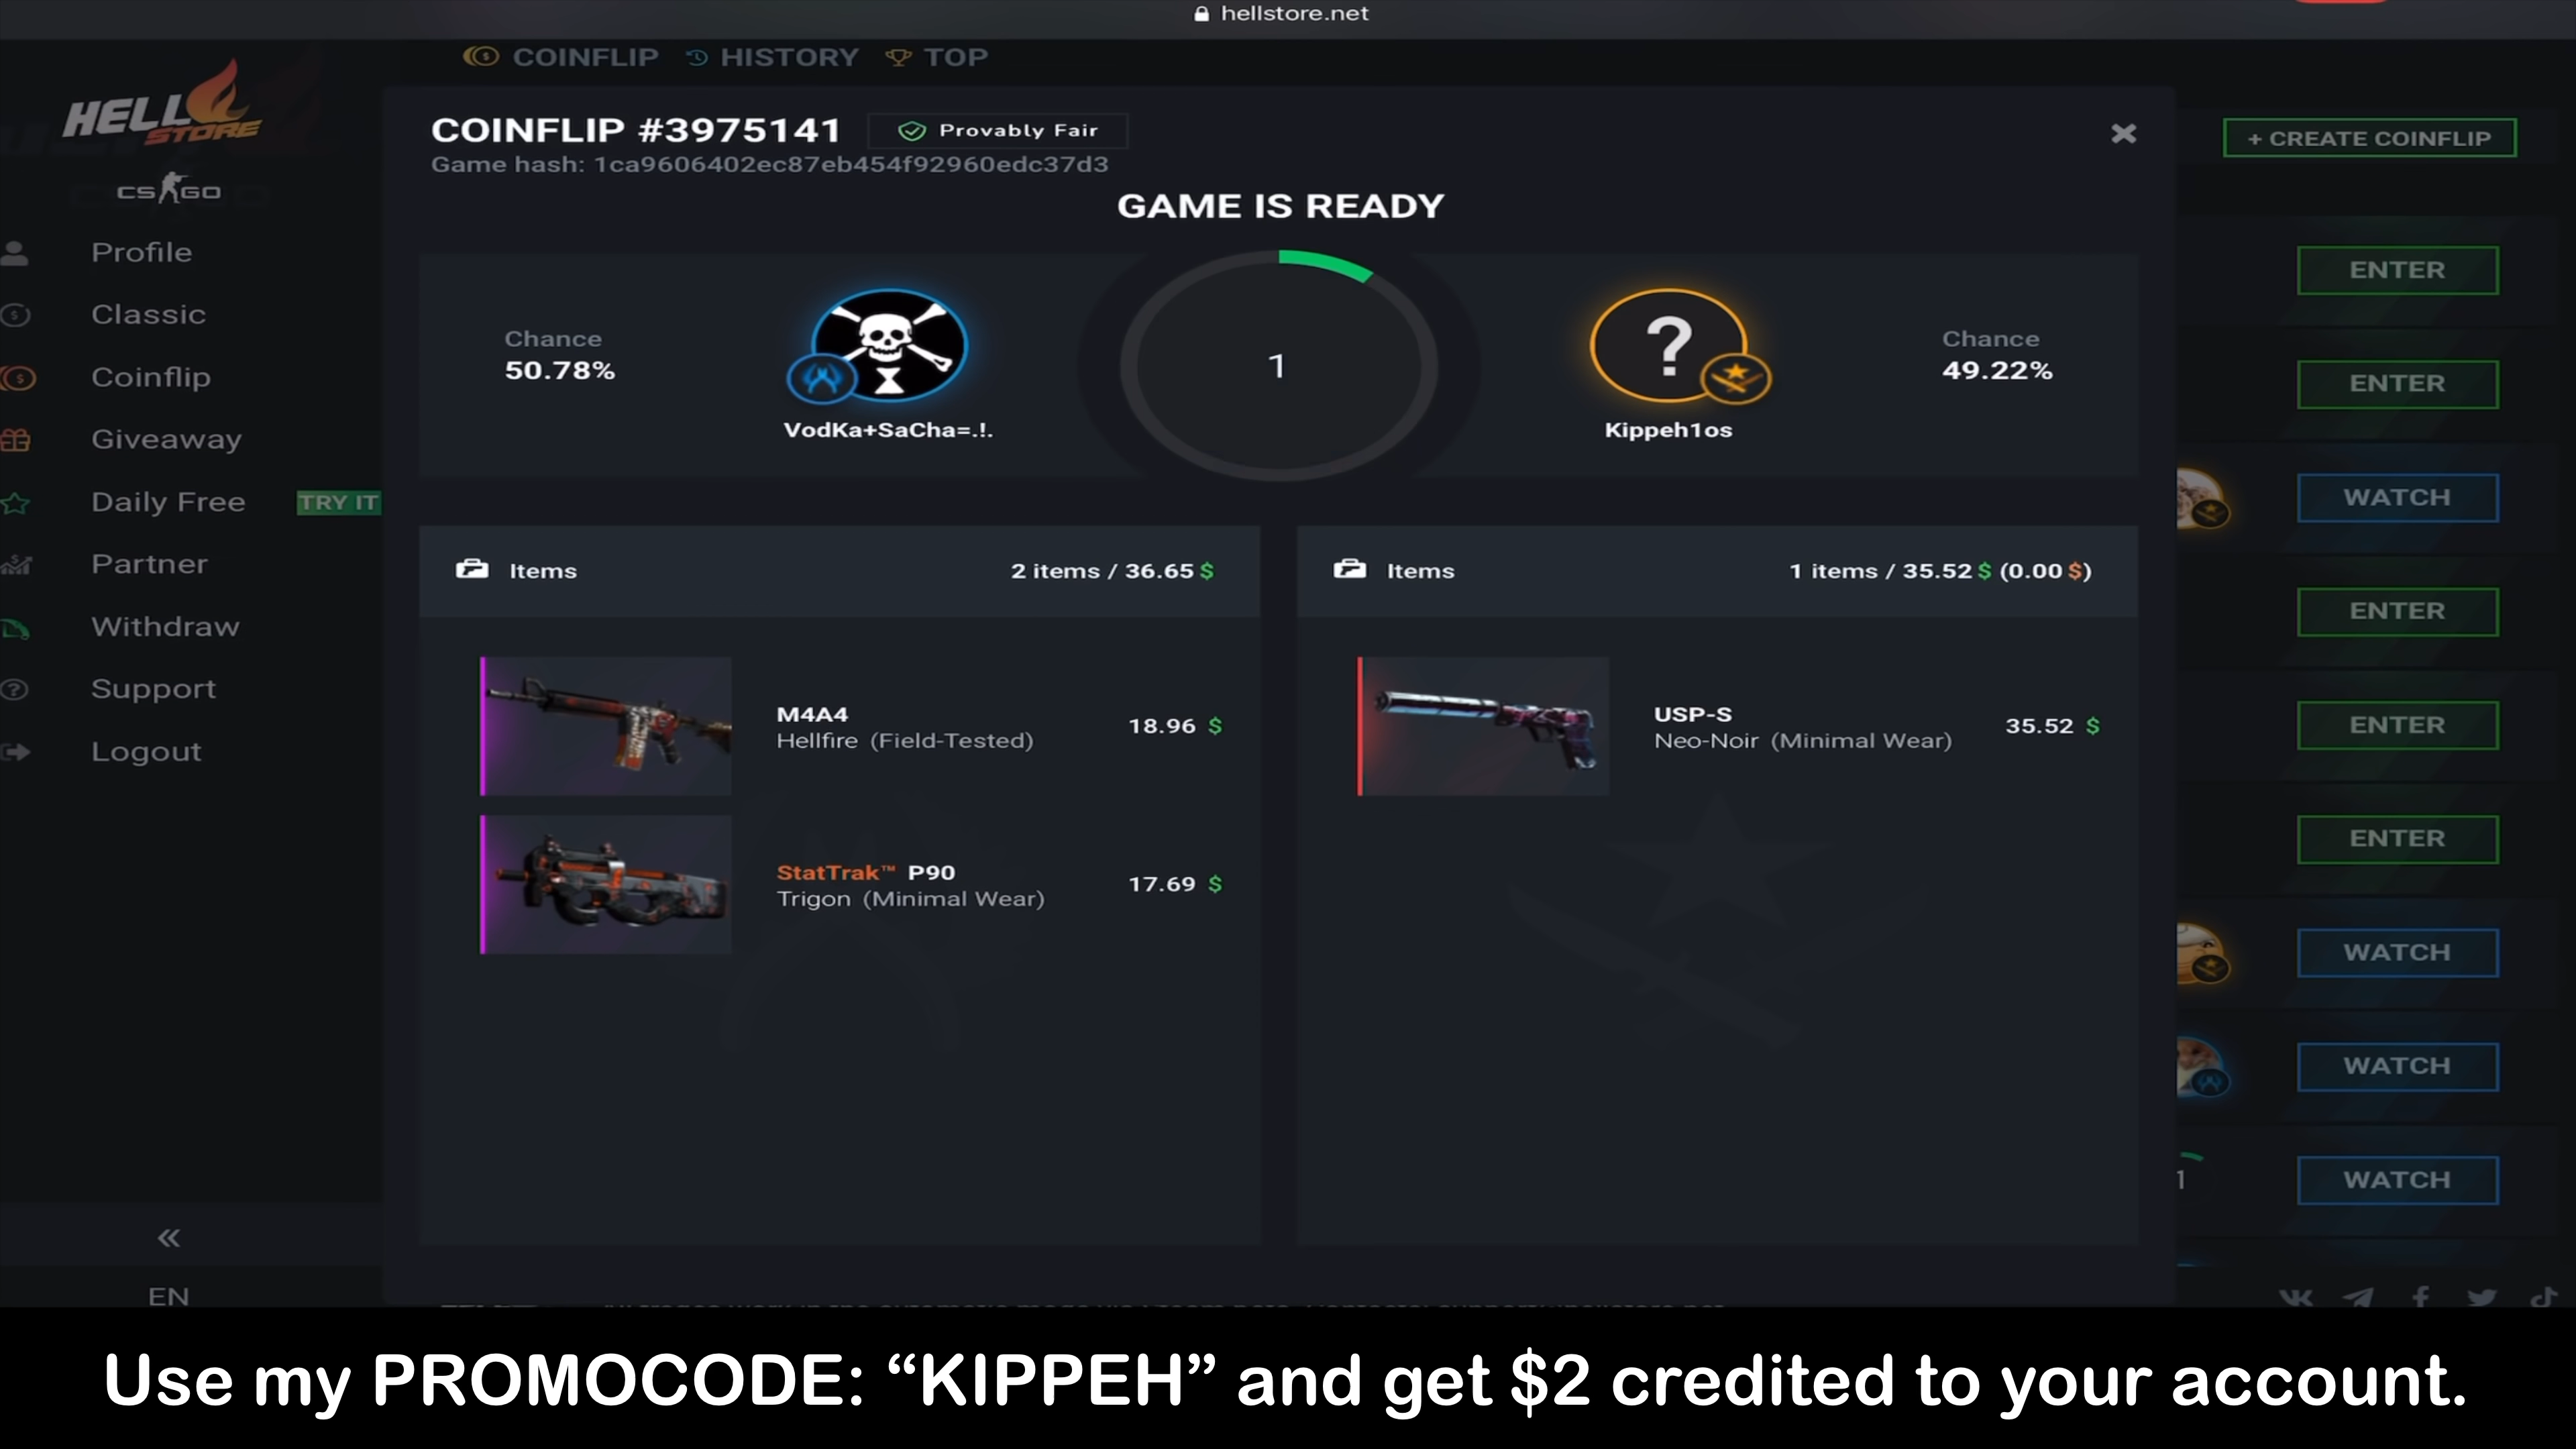 hellstore.net
COINFLIP HISTORY TOP
HELL
STORE
CS GO
COINFLIP #3975141 Provably Fair
Game hash: 1ca9606402ec87eb454f92960edc37d3
+ CREATE COINFLIP
GAME IS READY
Profile
Classic
Coinflip
Giveaway
Daily Free TRY IT
Partner
Withdraw
Support
Logout
«
EN
Chance
50.78%
VodKa+SaCha=.!.
1
Kippeh1os
Chance
49.22%
Items 2 items / 36.65 $
M4A4
Hellfire (Field-Tested) 18.96 $
StatTrak™ P90
Trigon (Minimal Wear) 17.69 $
Items 1 items / 35.52 $ (0.00 $)
USP-S
Neo-Noir (Minimal Wear) 35.52 $
ENTER
ENTER
WATCH
ENTER
ENTER
ENTER
WATCH
WATCH
1 WATCH
Use my PROMOCODE: “KIPPEH” and get $2 credited to your account.